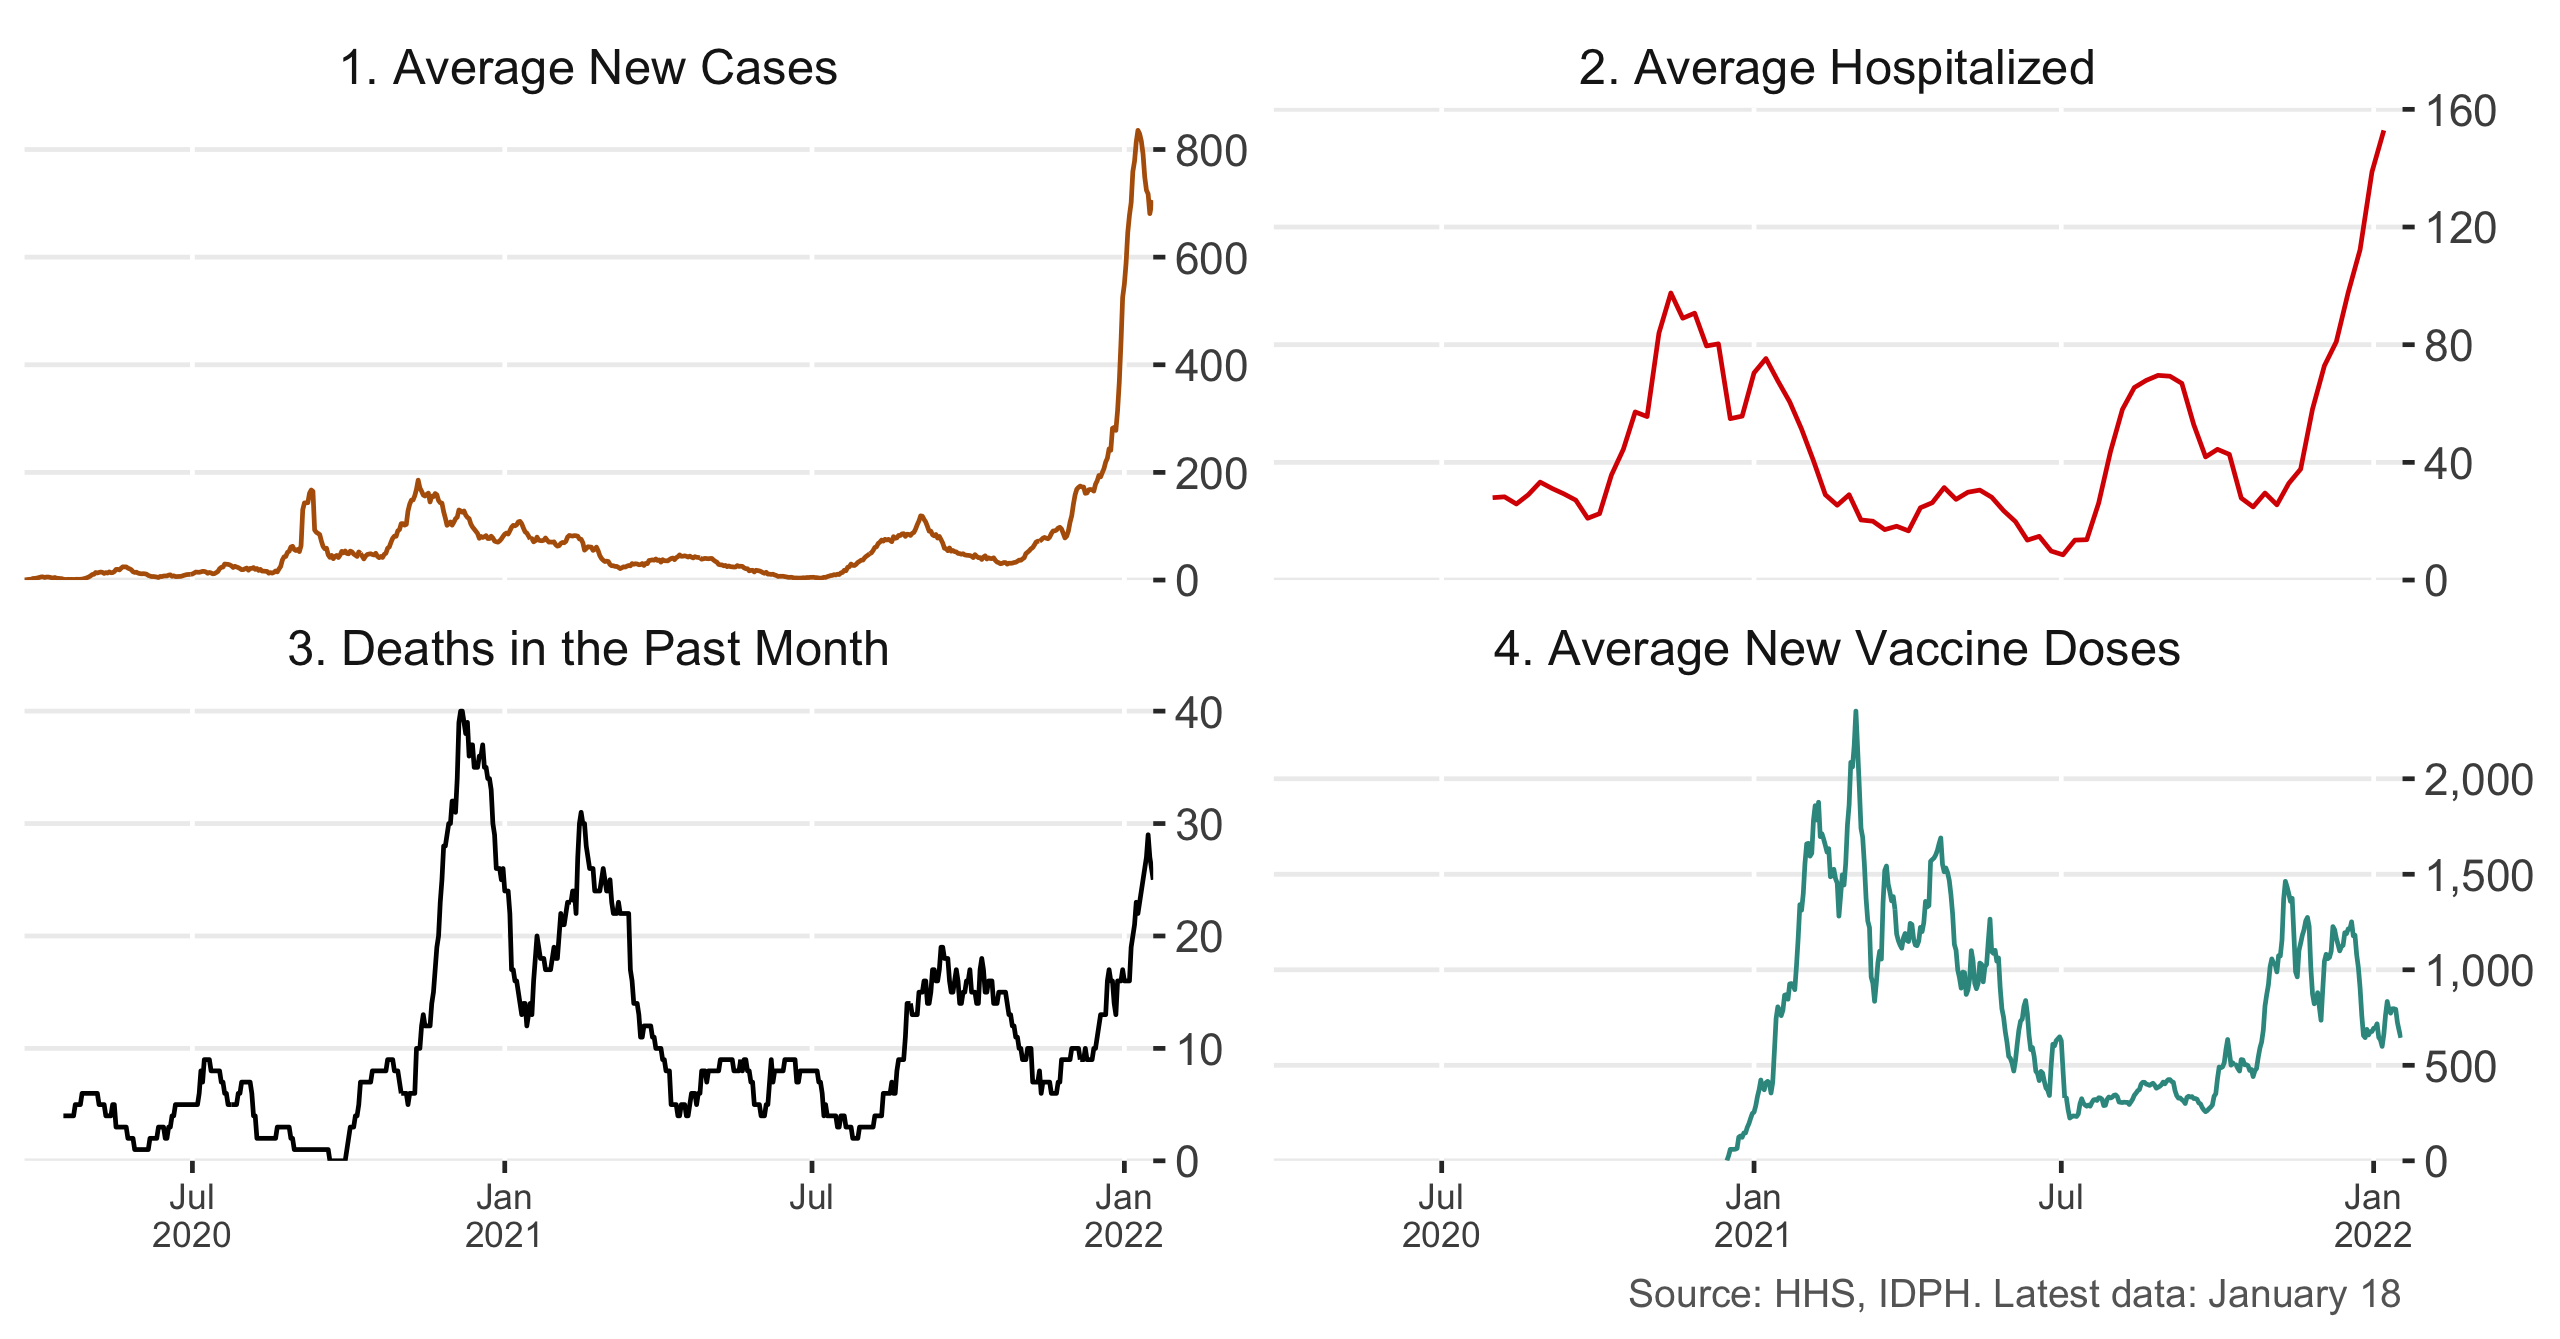 1. Average New Cases
800
600
400
200
0
2. Average Hospitalized
160
120
80
40
0
3. Deaths in the Past Month
40
30
20
10
0
Jul
2020
Jan
2021
Jul
Jan
2022
4. Average New Vaccine Doses
2,000
1,500
1,000
500
0
Jul
2020
Jan
2021
Jul
Jan
2022
Source: HHS, IDPH. Latest data: January 18